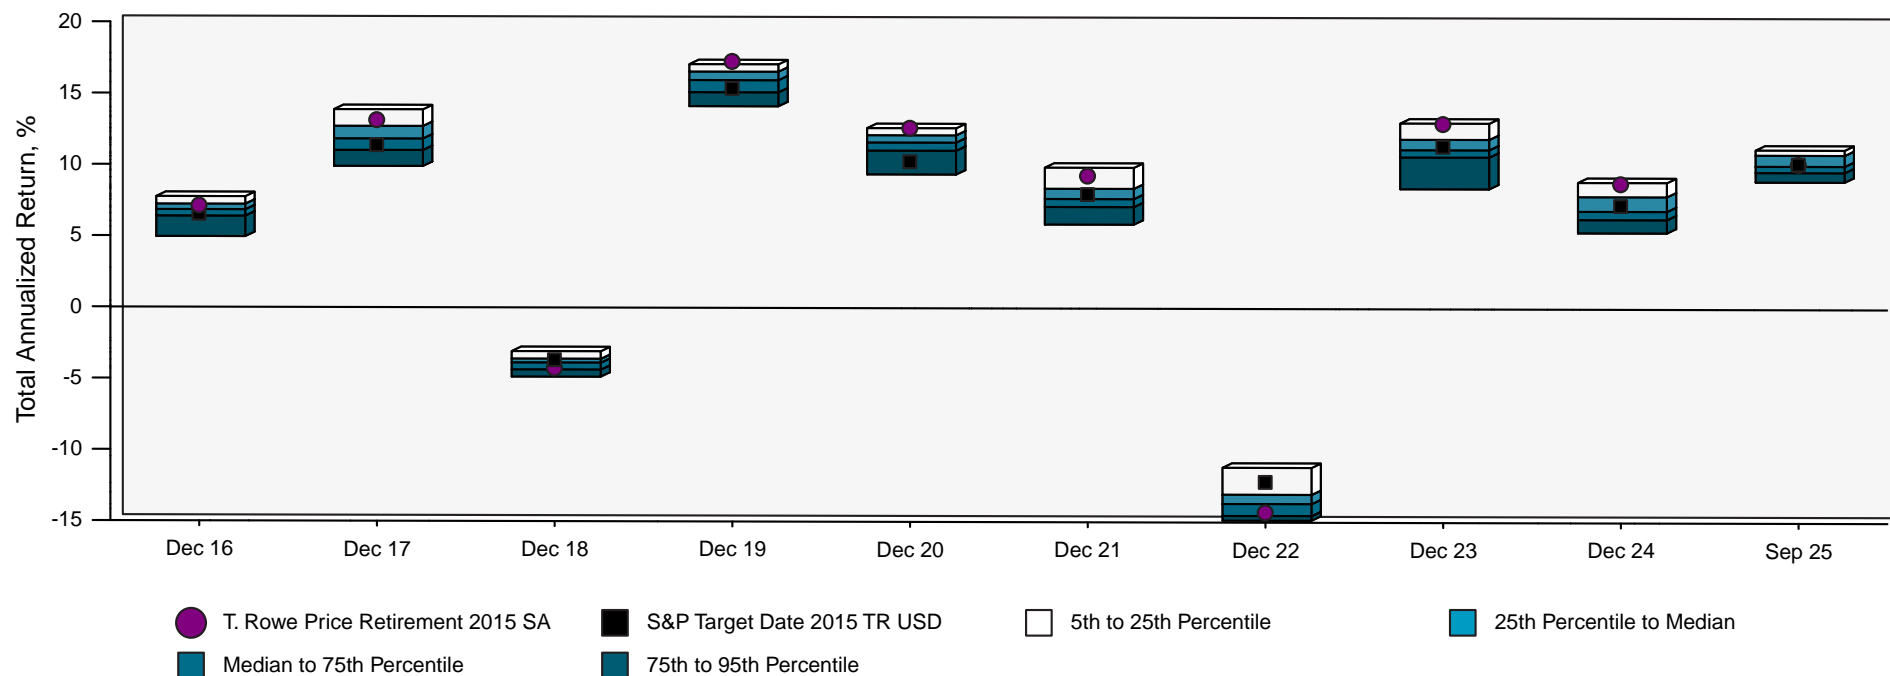 20
15
10
5
0
-5
-10
-15
Total Annualized Return, %
Dec 16 Dec 17 Dec 18 Dec 19 Dec 20 Dec 21 Dec 22 Dec 23 Dec 24 Sep 25
T. Rowe Price Retirement 2015 SA S&P Target Date 2015 TR USD 5th to 25th Percentile 25th Percentile to Median
Median to 75th Percentile 75th to 95th Percentile